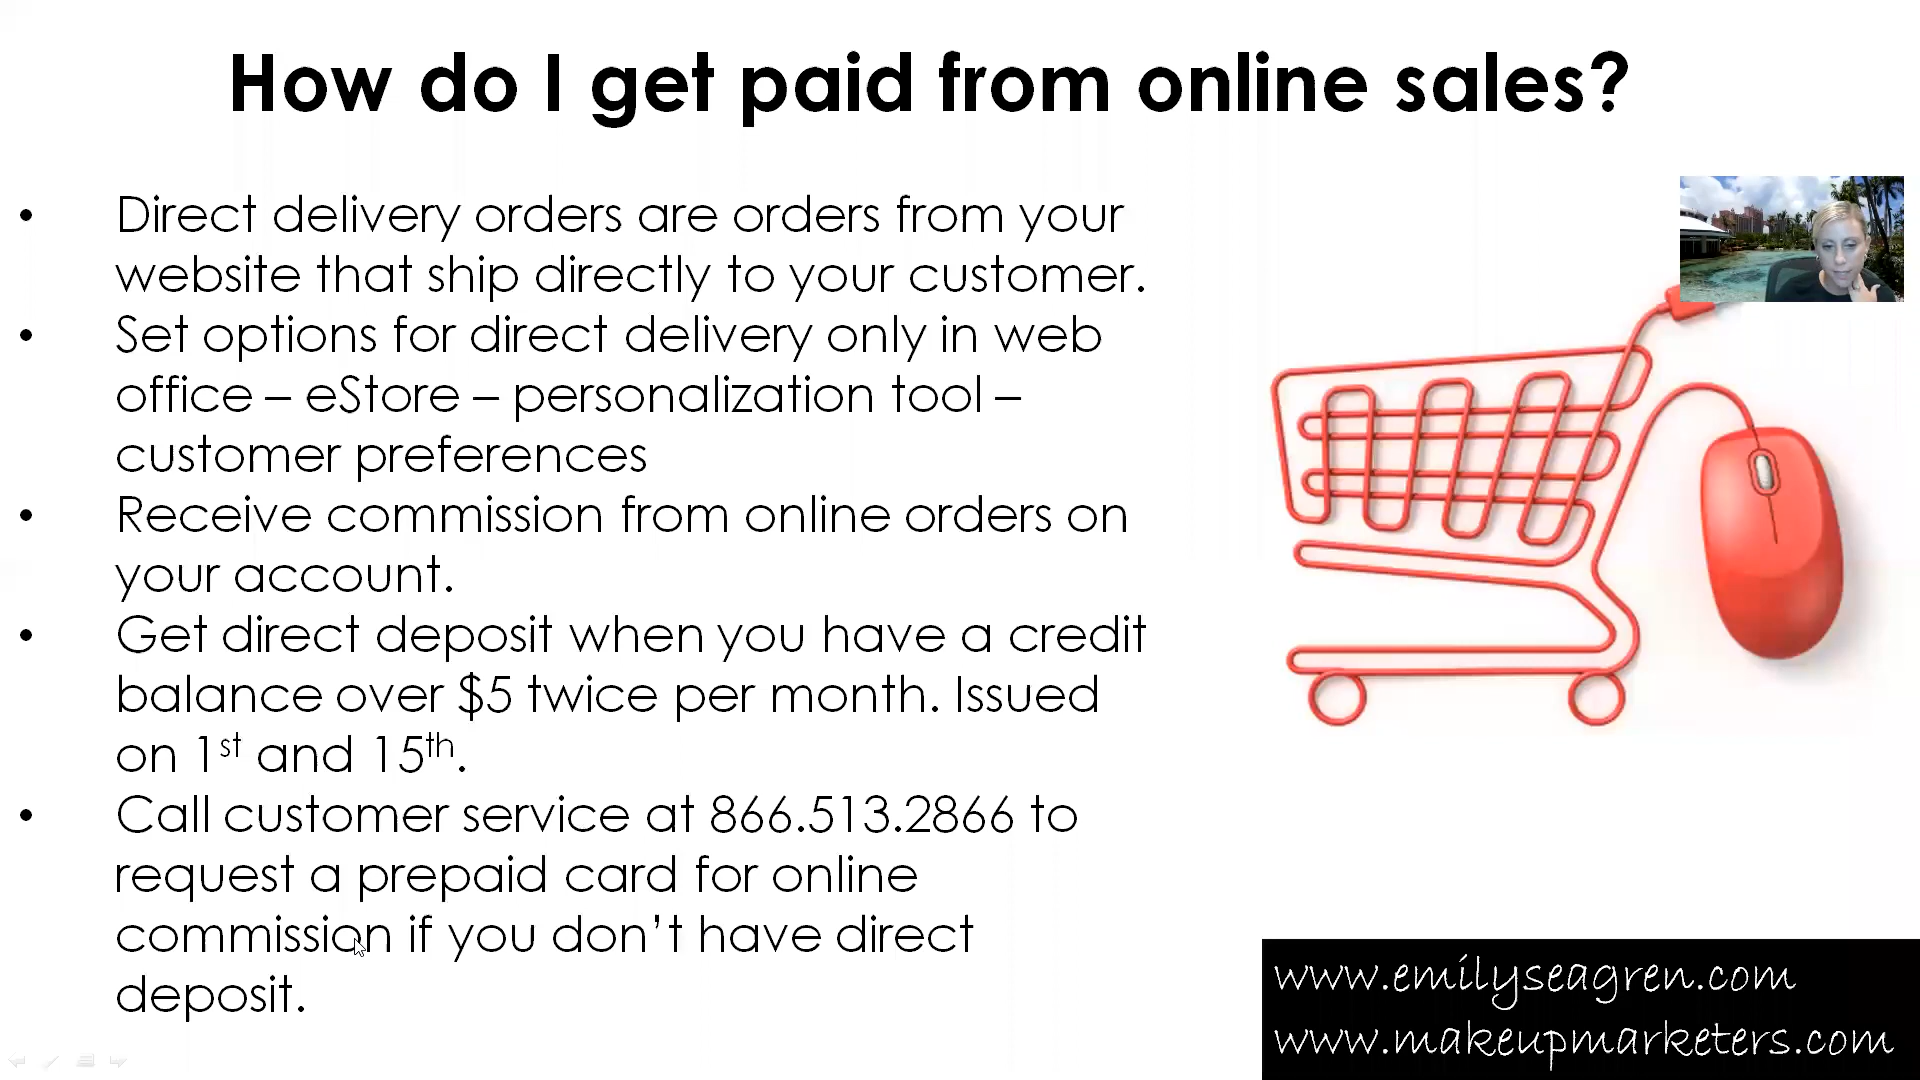 How do I get paid from online sales?
• Direct delivery orders are orders from your
website that ship directly to your customer.
• Set options for direct delivery only in web
office – eStore – personalization tool –
customer preferences
• Receive commission from online orders on
your account.
• Get direct deposit when you have a credit
balance over $5 twice per month. Issued
on 1st and 15th.
• Call customer service at 866.513.2866 to
request a prepaid card for online
commission if you don’t have direct
deposit.
www.emilyseagren.com
www.makeupmarketers.com